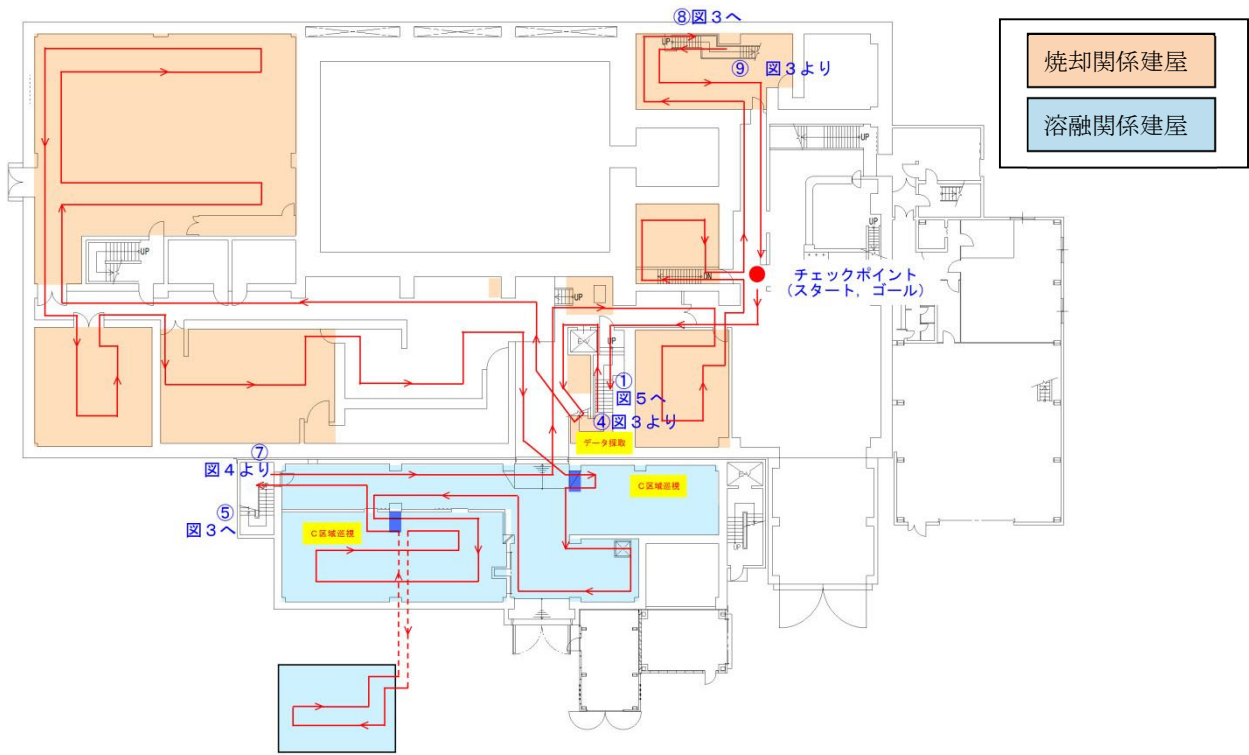 ⑧図3へ
UP
⑨ 図3より
焼却関係建屋
溶融関係建屋
UP
UP
UP
DN
チェックポイント
(スタート，ゴール)
UP
UP
①
図5へ
④図3より
データ採取
⑦
図4より
C区域巡視
⑤
図3へ
C区域巡視
UP